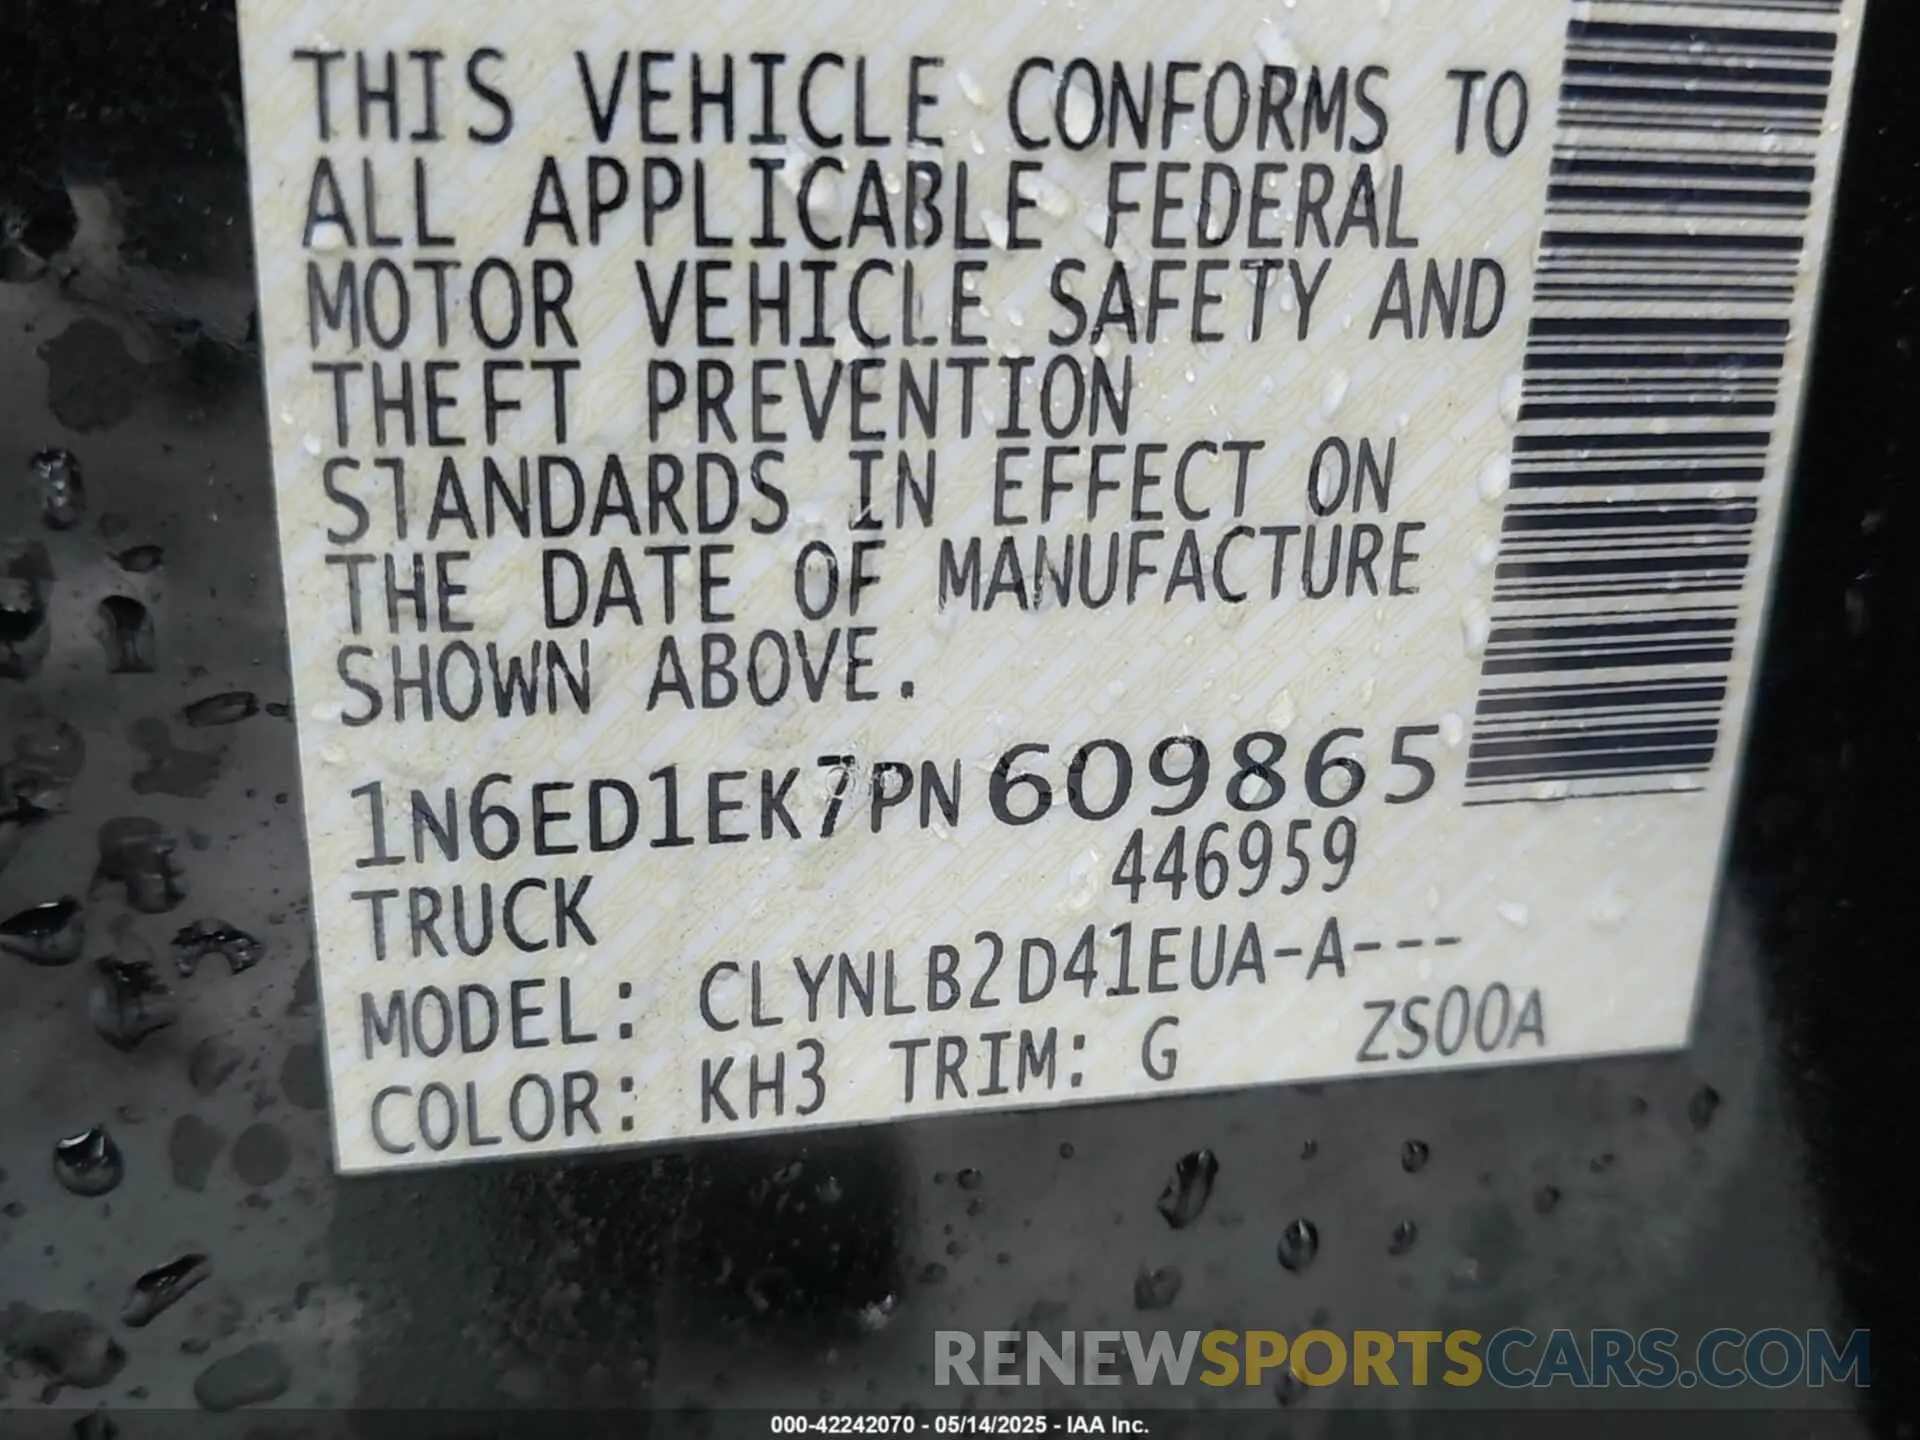 THIS VEHICLE CONFORMS TO
ALL APPLICABLE FEDERAL
MOTOR VEHICLE SAFETY AND
THEFT PREVENTION
STANDARDS IN EFFECT ON
THE DATE OF MANUFACTURE
SHOWN ABOVE.
1N6ED1EK7PN609865
TRUCK 446959
MODEL: CLYNLB2D41EUA-A---
COLOR: KH3 TRIM: G ZS00A
RENEWSPORTSCARS.COM
000-42242070 - 05/14/2025 - IAA Inc.